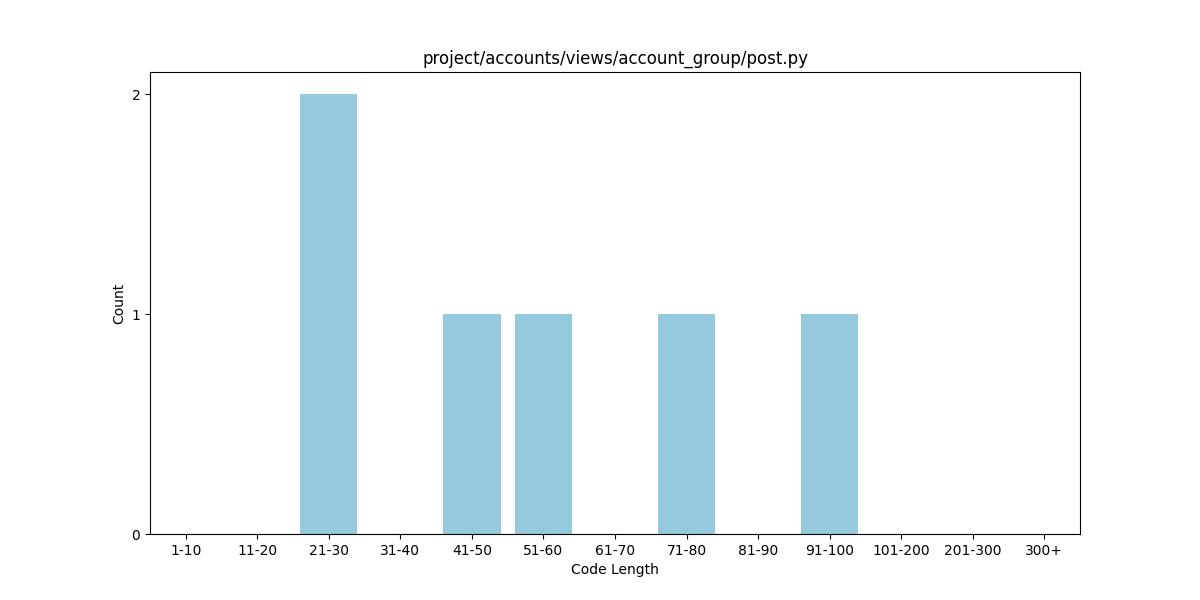 project/accounts/views/account_group/post.py
Count
2
1
0
1-10 11-20 21-30 31-40 41-50 51-60 61-70 71-80 81-90 91-100 101-200 201-300 300+
Code Length